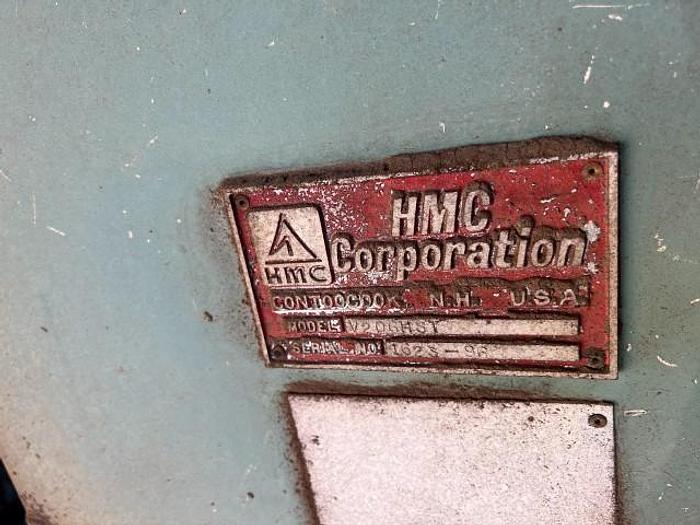 HMC
Corporation
HMC
CONTOOCOOK, N.H. U.S.A.
MODEL
SERIAL NO.